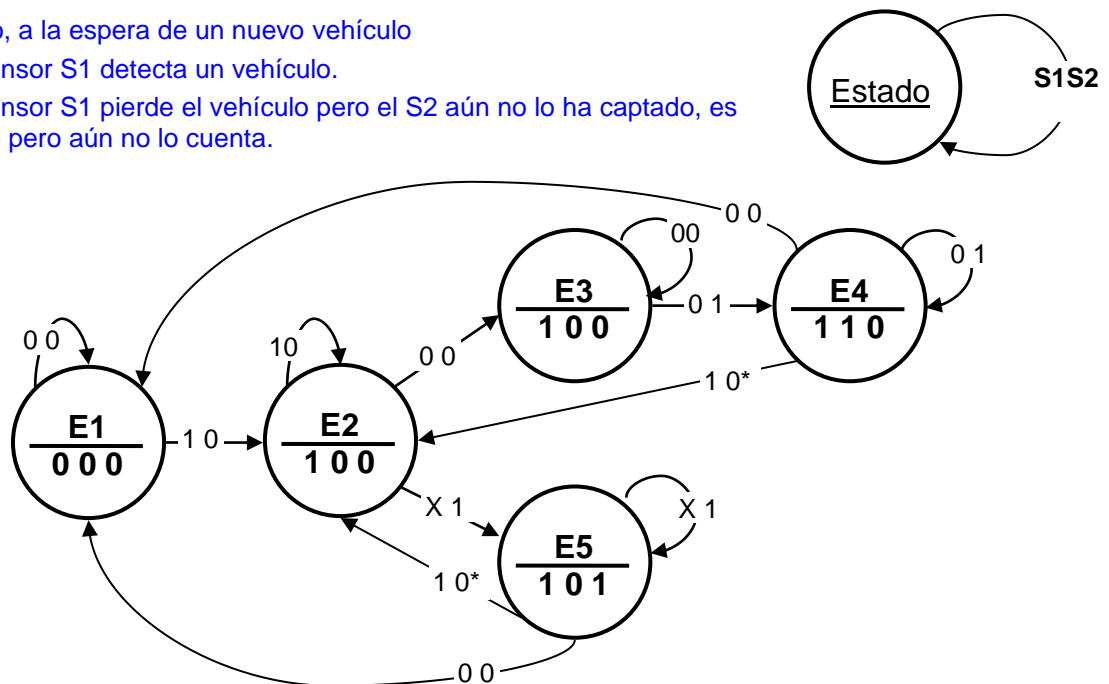 , a la espera de un nuevo vehículo
nsor S1 detecta un vehículo.
nsor S1 pierde el vehículo pero el S2 aún no lo ha captado, es
pero aún no lo cuenta.
Estado
S1S2
0 0
00
0 1
E3
1 0 0
0 1
E4
1 1 0
0 0
10
0 0
1 0*
E1
0 0 0
1 0
E2
1 0 0
X 1
X 1
E5
1 0 1
1 0*
0 0